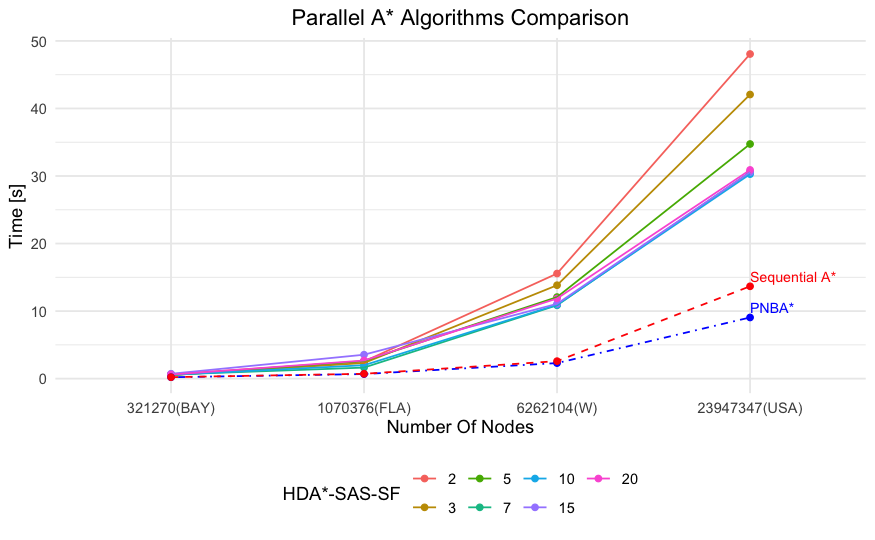 Parallel A* Algorithms Comparison
50
40
30
20
10
0
Time [s]
Sequential A*
PNBA*
321270(BAY) 1070376(FLA) 6262104(W) 23947347(USA)
Number Of Nodes
HDA*-SAS-SF
2 5 10 20
3 7 15